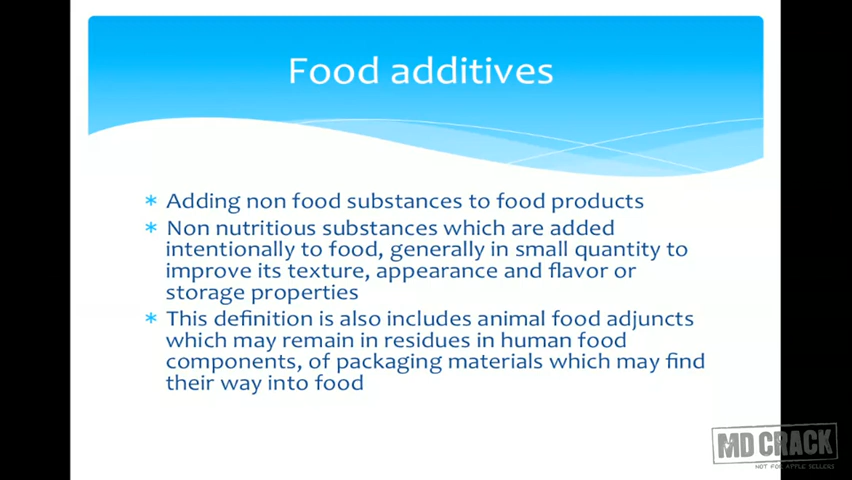 Food additives
Adding non food substances to food products
Non nutritious substances which are added
intentionally to food, generally in small quantity to
improve its texture, appearance and flavor or
storage properties
This definition is also includes animal food adjuncts
which may remain in residues in human food
components, of packaging materials which may find
their way into food
MD CRACK
NOT FOR APPLE SELLERS